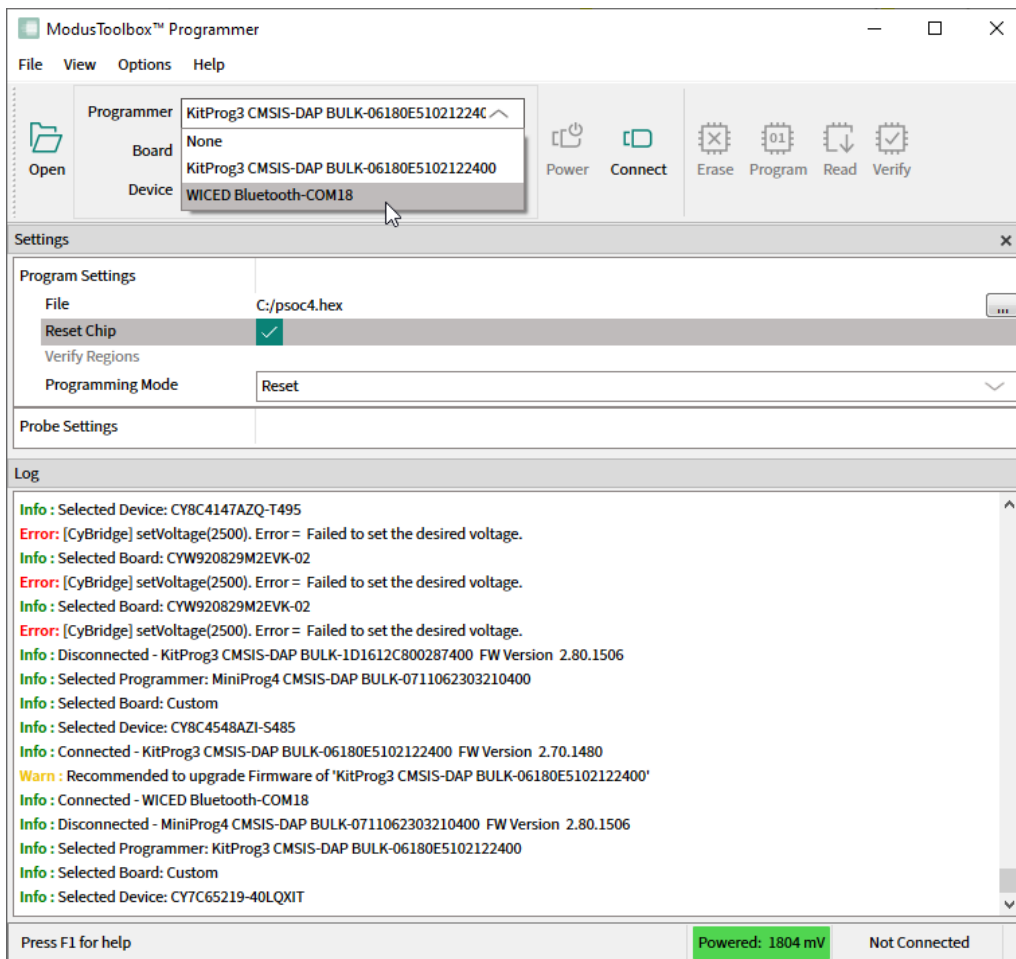 ModusToolbox™ Programmer
File View Options Help
Open
Programmer KitProg3 CMSIS-DAP BULK-06180E510212240
Board
Device
None
KitProg3 CMSIS-DAP BULK-06180E5102122400
WICED Bluetooth-COM18
Power Connect Erase Program Read Verify
Settings
Program Settings
File C:/psoc4.hex ...
Reset Chip
Verify Regions
Programming Mode Reset
Probe Settings
Log
Info : Selected Device: CY8C4147AZQ-T495
Error: [CyBridge] setVoltage(2500). Error = Failed to set the desired voltage.
Info : Selected Board: CYW920829M2EVK-02
Error: [CyBridge] setVoltage(2500). Error = Failed to set the desired voltage.
Info : Selected Board: CYW920829M2EVK-02
Error: [CyBridge] setVoltage(2500). Error = Failed to set the desired voltage.
Info : Disconnected - KitProg3 CMSIS-DAP BULK-1D1612C800287400 FW Version 2.80.1506
Info : Selected Programmer: MiniProg4 CMSIS-DAP BULK-0711062303210400
Info : Selected Board: Custom
Info : Selected Device: CY8C4548AZI-S485
Info : Connected - KitProg3 CMSIS-DAP BULK-06180E5102122400 FW Version 2.70.1480
Warn : Recommended to upgrade Firmware of 'KitProg3 CMSIS-DAP BULK-06180E5102122400'
Info : Connected - WICED Bluetooth-COM18
Info : Disconnected - MiniProg4 CMSIS-DAP BULK-0711062303210400 FW Version 2.80.1506
Info : Selected Programmer: KitProg3 CMSIS-DAP BULK-06180E5102122400
Info : Selected Board: Custom
Info : Selected Device: CY7C65219-40LQXIT
Press F1 for help Powered: 1804 mV Not Connected